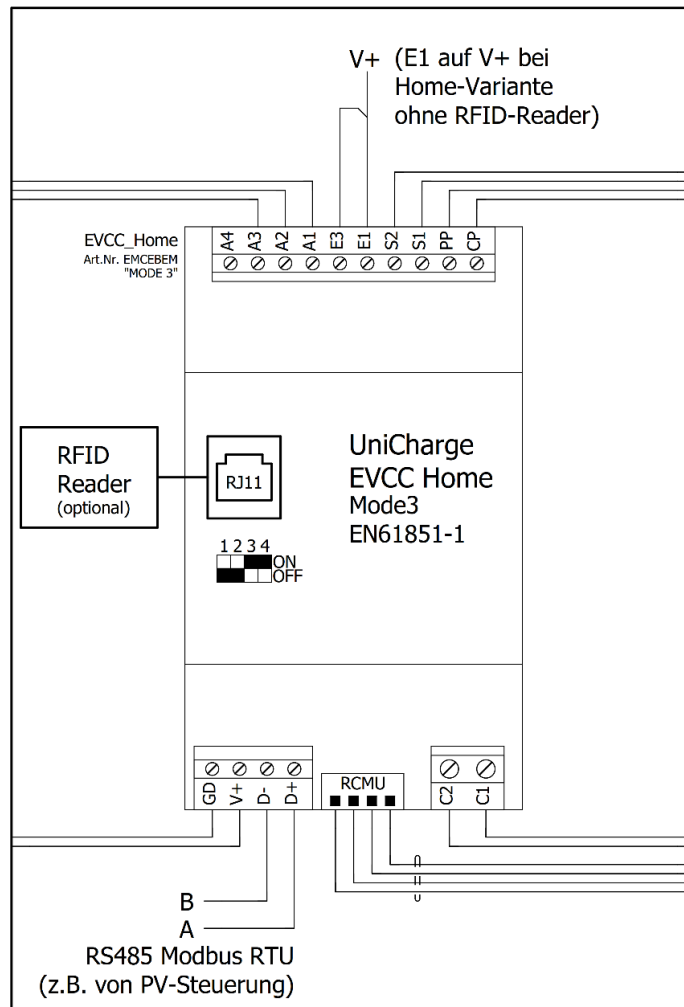 V+ (E1 auf V+ bei
Home-Variante
ohne RFID-Reader)
EVCC_Home
Art.Nr. EMCEBEM
"MODE 3"
A4 A3 A2 A1 E3 E1 S2 S1 PP CP
RFID
Reader
(optional)
RJ11
UniCharge
EVCC Home
Mode3
EN61851-1
1 2 3 4
ON
OFF
GD V+ D- D+
RCMU
C2 C1
B
A
RS485 Modbus RTU
(z.B. von PV-Steuerung)